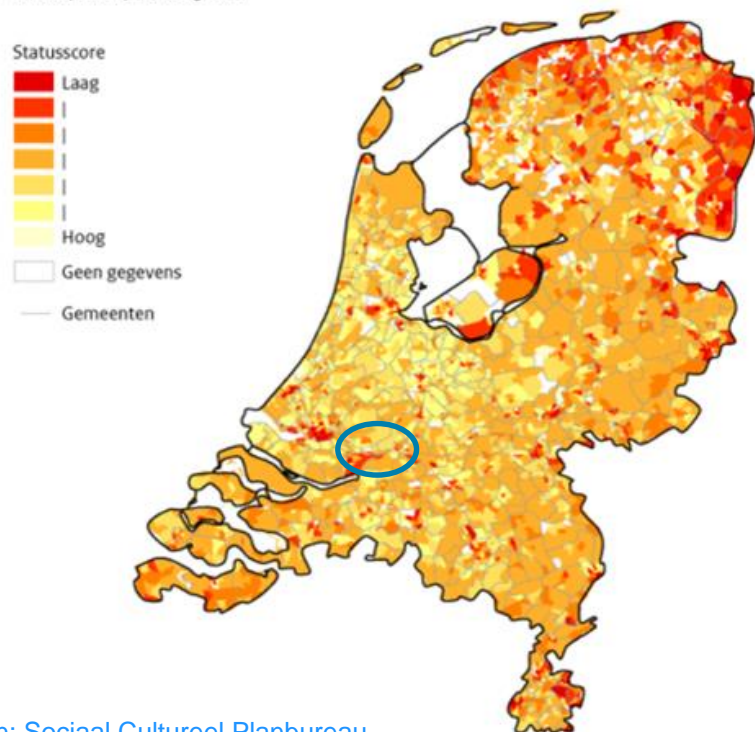 Statusscore
Laag
|
|
|
|
|
Hoog
Geen gegevens
Gemeenten
Sociaal Cultureel Planbureau